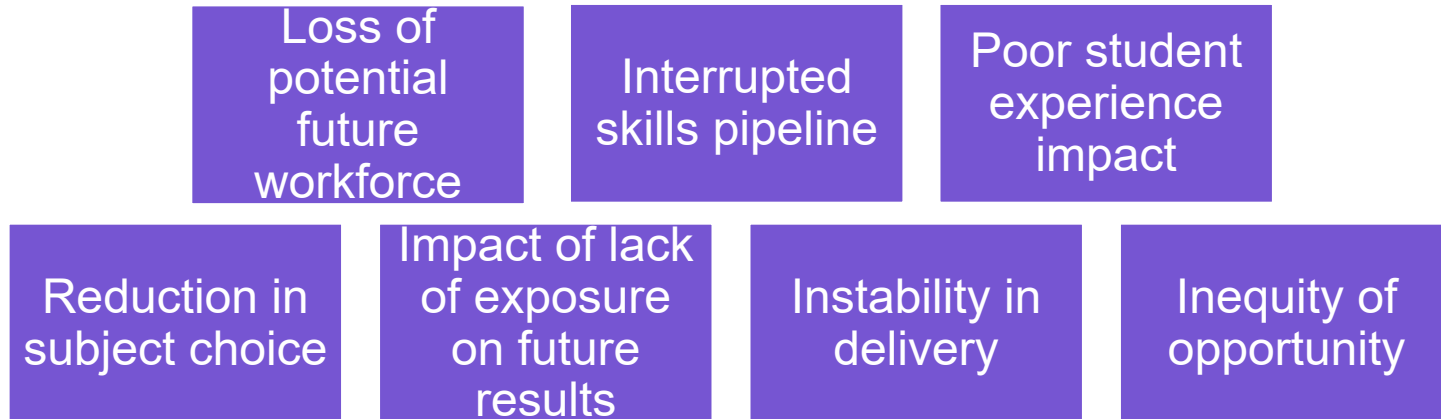 Loss of
potential
future
workforce
Interrupted
skills pipeline
Poor student
experience
impact
Reduction in
subject choice
Impact of lack
of exposure
on future
results
Instability in
delivery
Inequity of
opportunity